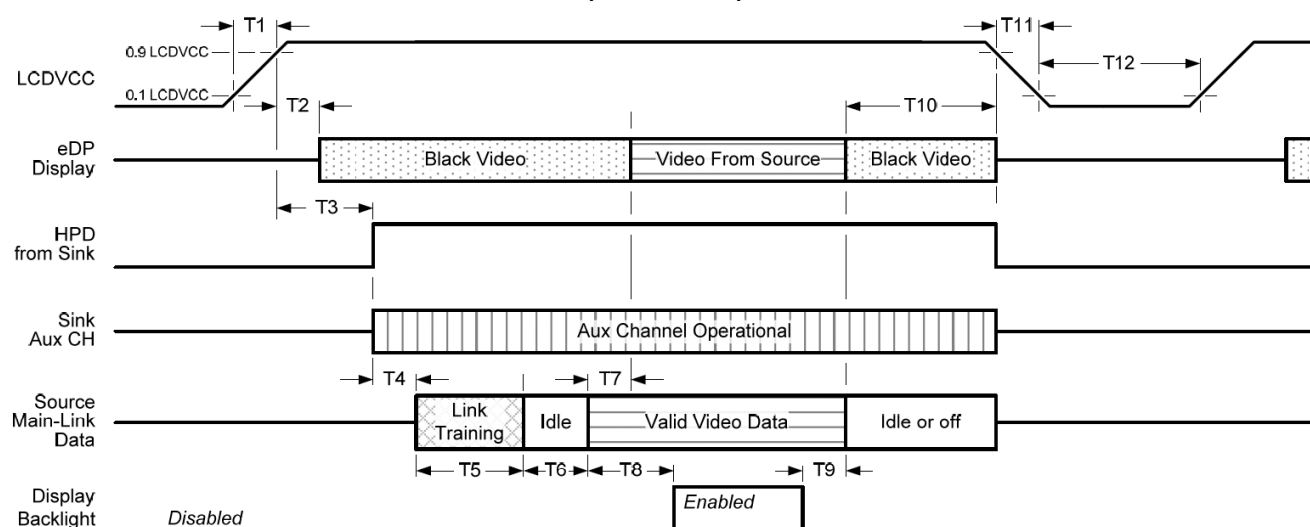 T1
T11
0.9 LCDVCC
LCDVCC
T12
0.1 LCDVCC
T2
T10
eDP
Display
Black Video
Video From Source
Black Video
T3
HPD
from Sink
Sink
Aux CH
Aux Channel Operational
T4
T7
Source
Main-Link
Data
Link
Training
Idle
Valid Video Data
Idle or off
T5
T6
T8
T9
Display
Backlight
Disabled
Enabled